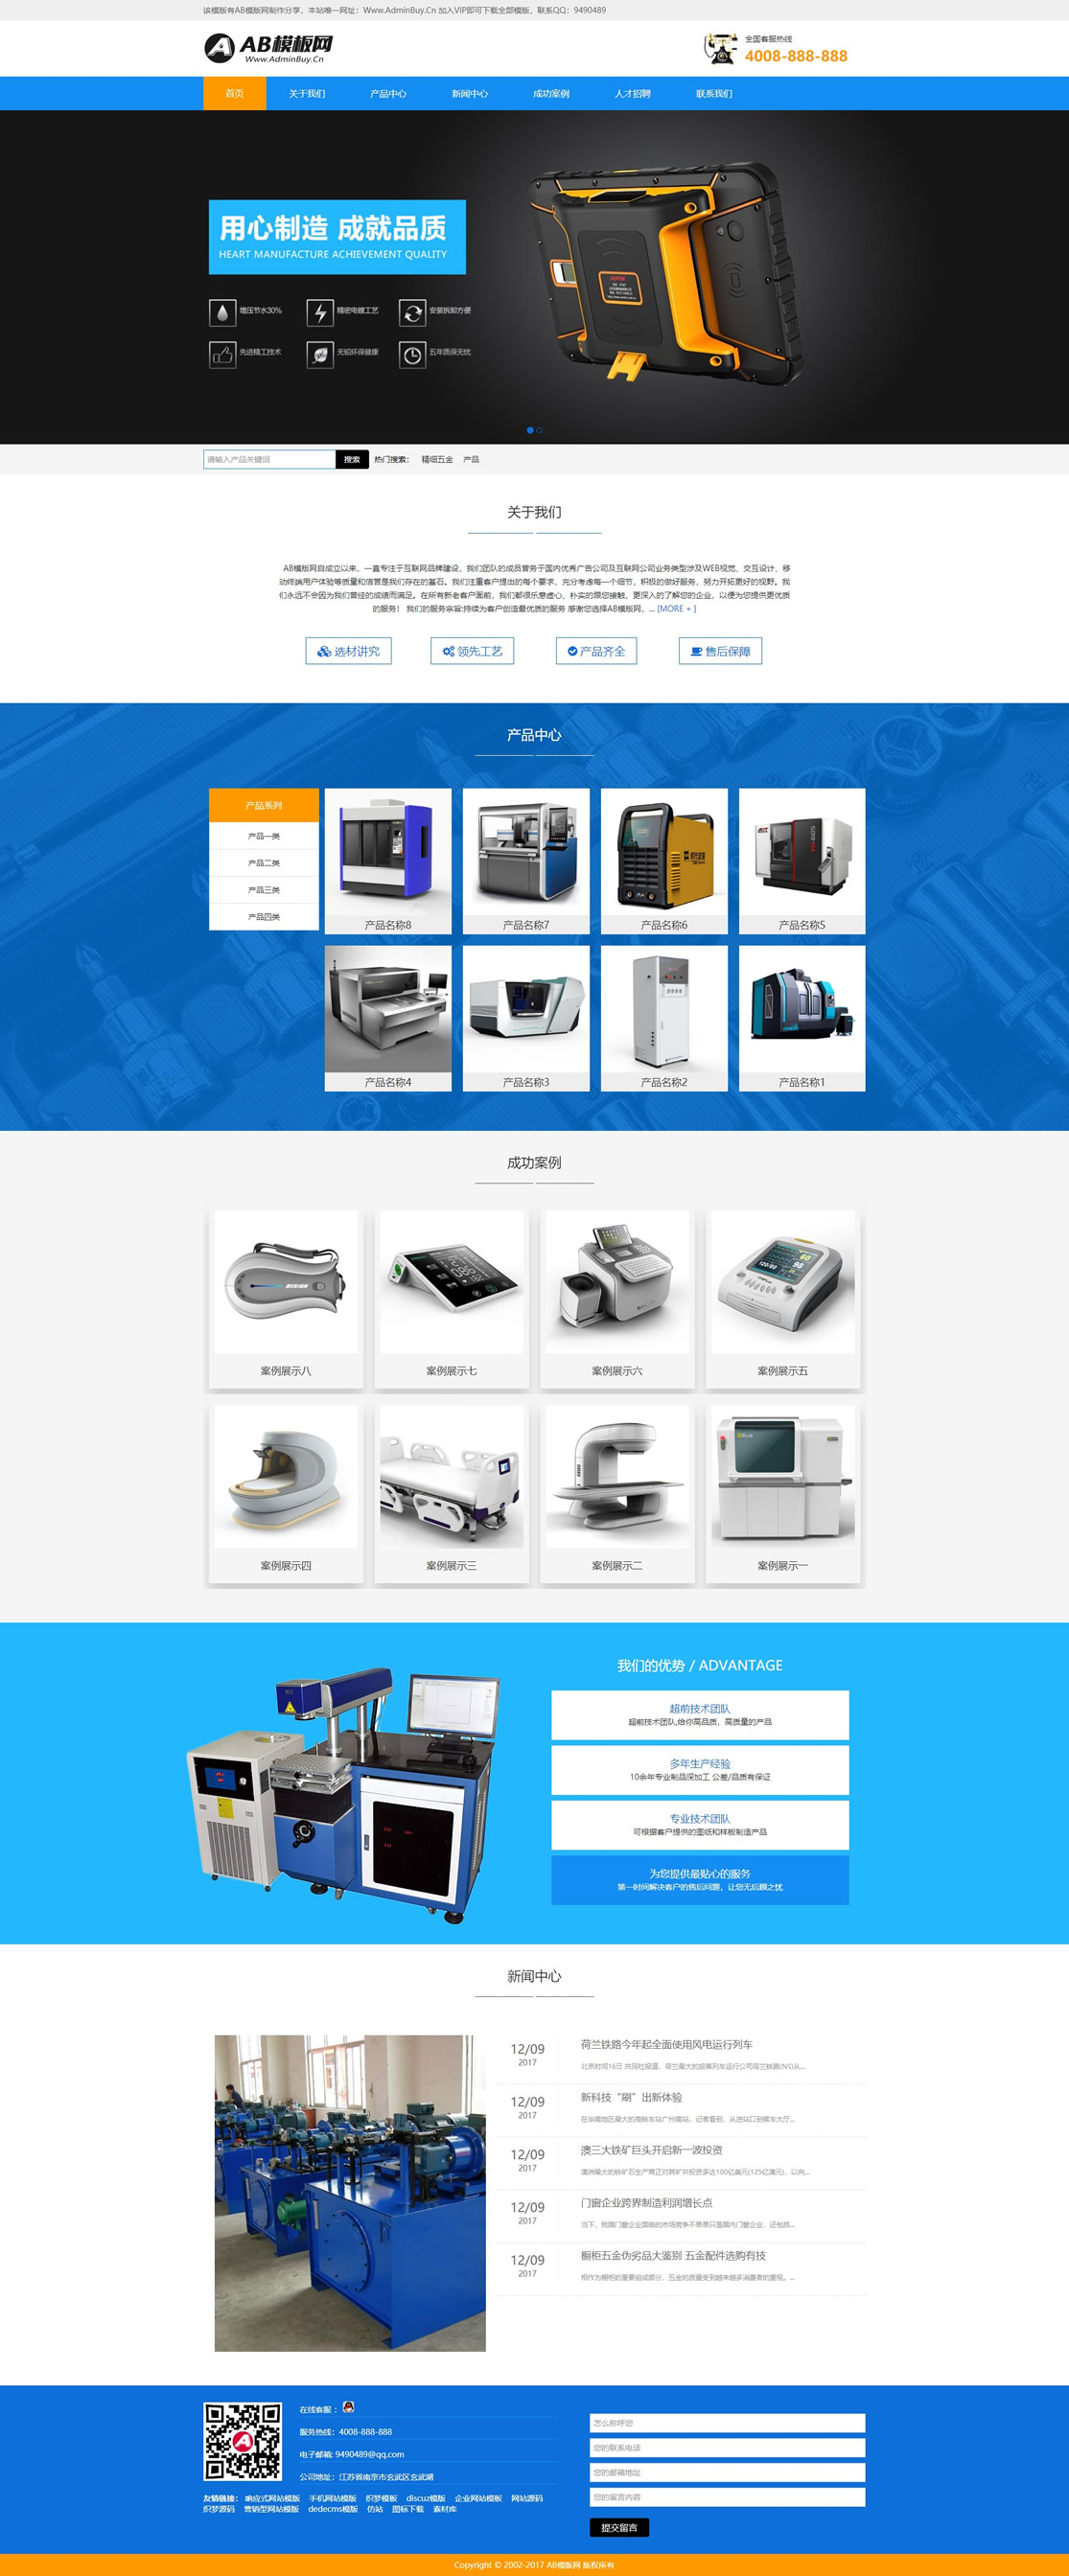 该模版有AB模版网制作分享，本站唯一网址：Www.AdminBuy.Cn 加入VIP即可下载全部模版，联系QQ：9490489
AB模板网
Www.AdminBuy.Cn
全国客服热线
4008-888-888
首页 关于我们 产品中心 新闻中心 成功案例 人才招聘 联系我们
用心制造 成就品质
HEART MANUFACTURE ACHIEVEMENT QUALITY
增压节水30% 精密电镀工艺 安装拆卸方便
先进精工技术 无铅环保健康 五年质保无忧
请输入产品关键词 搜索 热门搜索： 精细五金 产品
关于我们
AB模版网自成立以来，一直专注于互联网品牌建设，我们团队的成员曾务于国内优秀广告公司及互联网公司业务类型涉及WEB视觉、交互设计、移
动终端用户体验等质量和信誉是我们存在的基石。我们注重客户提出的每个要求，充分考虑每一个细节，积极的做好服务，努力开拓更好的视野。我
们永远不会因为我们曾经的成绩而满足。在所有新老客户面前，我们都很乐意虚心、朴实的跟您接触，更深入的了解您的企业，以便为您提供更优质
的服务！ 我们的服务宗旨:持续为客户创造最优质的服务 感谢您选择AB模版网，... [MORE + ]
选材讲究 领先工艺 产品齐全 售后保障
产品中心
产品系列
产品一类
产品二类
产品三类
产品四类
产品名称8 产品名称7 产品名称6 产品名称5
产品名称4 产品名称3 产品名称2 产品名称1
成功案例
案例展示八 案例展示七 案例展示六 案例展示五
案例展示四 案例展示三 案例展示二 案例展示一
我们的优势 / ADVANTAGE
超前技术团队
超前技术团队,给你高品质，高质量的产品
多年生产经验
10余年专业制品深加工 公差/品质有保证
专业技术团队
可根据客户提供的图纸和样板制造产品
为您提供最贴心的服务
第一时间解决客户的售后问题，让您无后顾之忧
新闻中心
12/09
2017
荷兰铁路今年起全面使用风电运行列车
北京时间16日 共同社报道，荷兰最大的旅客列车运行公司荷兰铁路(NS)从...
12/09
2017
新科技“刷”出新体验
在华南地区最大的高铁车站广州南站，记者看到，从进站口到候车大厅...
12/09
2017
澳三大铁矿巨头开启新一波投资
澳洲最大的铁矿石生产商正对其矿井投资多达100亿美元(125亿澳元)，以向...
12/09
2017
门窗企业跨界制造利润增长点
当下，我国门窗企业面临的市场竞争不单单只是国内门窗企业，还包括...
12/09
2017
橱柜五金伪劣品大鉴别 五金配件选购有技
相作为橱柜的重要组成部分，五金的质量受到越来越多消费者的重视。...
在线客服 ：
服务热线：4008-888-888
电子邮箱: 9490489@qq.com
公司地址：江苏省南京市玄武区玄武湖
友情链接： 响应式网站模版 手机网站模版 织梦模板 discuz模版 企业网站模板 网站源码
织梦源码 营销型网站模版 dedecms模版 仿站 图标下载 素材库
怎么称呼您
您的联系电话
您的邮箱地址
您的留言内容
提交留言
Copyright © 2002-2017 AB模版网 版权所有